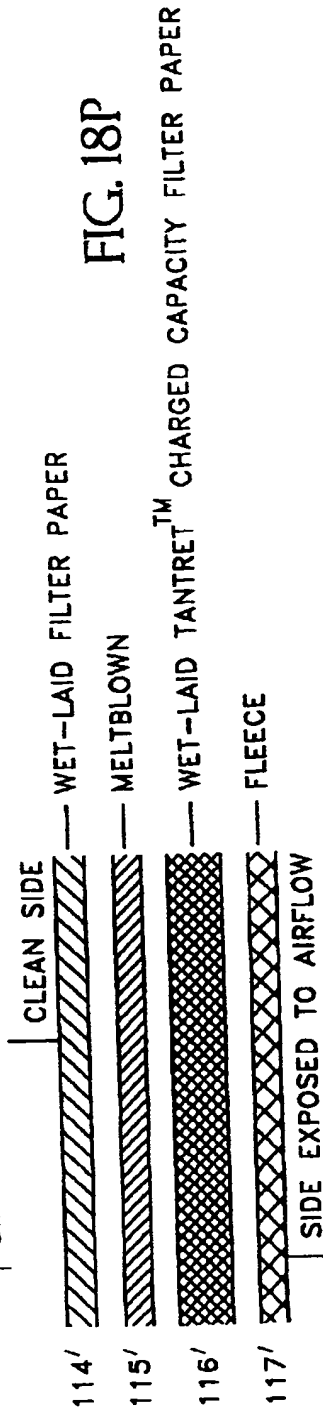 FIG. 18P
CLEAN SIDE
114' WET-LAID FILTER PAPER
115' MELTBLOWN
116' WET-LAID TANTRET™ CHARGED CAPACITY FILTER PAPER
117' FLEECE
SIDE EXPOSED TO AIRFLOW